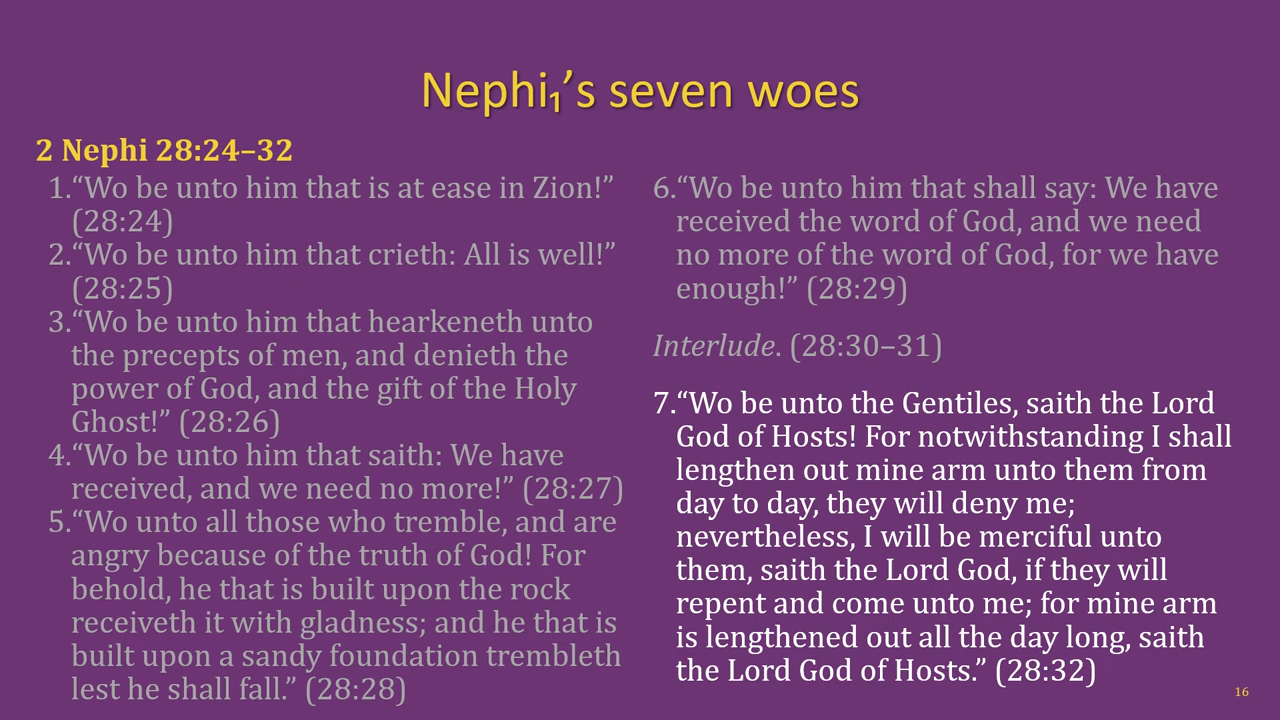 Nephi₁’s seven woes
2 Nephi 28:24–32
1.“Wo be unto him that is at ease in Zion!”
(28:24)
2.“Wo be unto him that crieth: All is well!”
(28:25)
3.“Wo be unto him that hearkeneth unto
the precepts of men, and denieth the
power of God, and the gift of the Holy
Ghost!” (28:26)
4.“Wo be unto him that saith: We have
received, and we need no more!” (28:27)
5.“Wo unto all those who tremble, and are
angry because of the truth of God! For
behold, he that is built upon the rock
receiveth it with gladness; and he that is
built upon a sandy foundation trembleth
lest he shall fall.” (28:28)
6.“Wo be unto him that shall say: We have
received the word of God, and we need
no more of the word of God, for we have
enough!” (28:29)
Interlude. (28:30–31)
7.“Wo be unto the Gentiles, saith the Lord
God of Hosts! For notwithstanding I shall
lengthen out mine arm unto them from
day to day, they will deny me;
nevertheless, I will be merciful unto
them, saith the Lord God, if they will
repent and come unto me; for mine arm
is lengthened out all the day long, saith
the Lord God of Hosts.” (28:32)
16